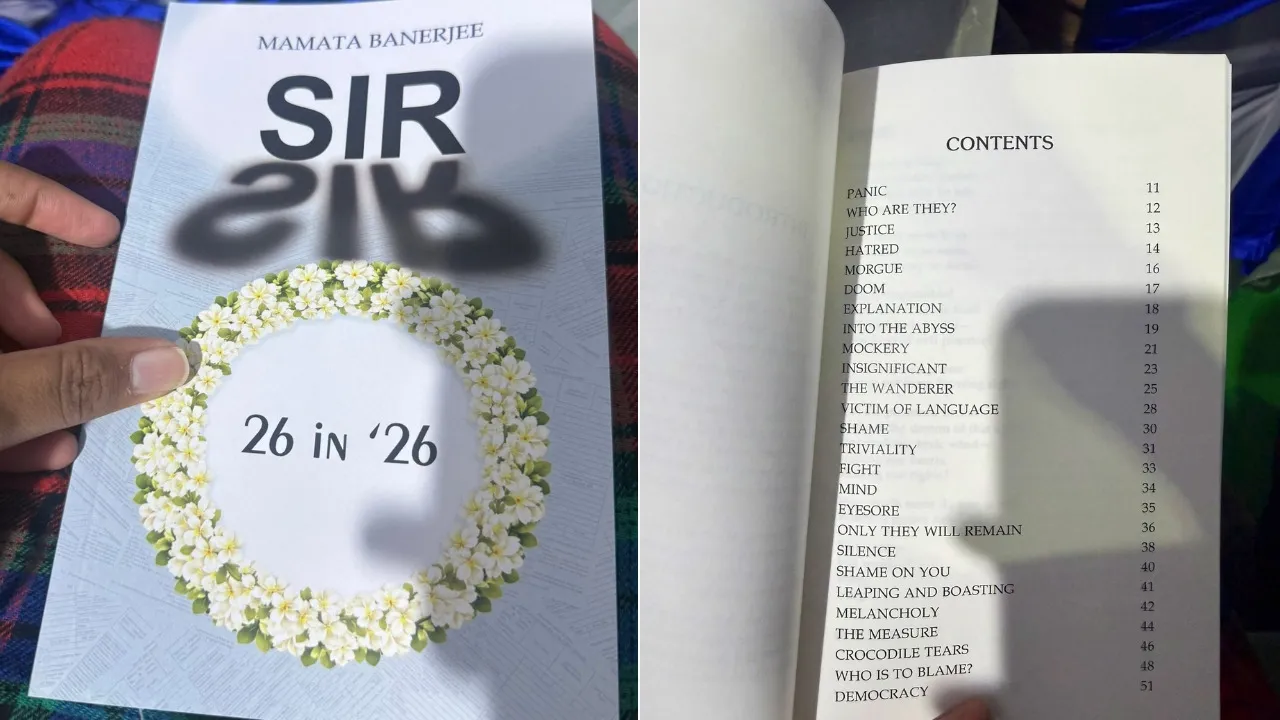 MAMATA BANERJEE
SIR
26 iN ‘26
CONTENTS
PANIC 11
WHO ARE THEY? 12
JUSTICE 13
HATRED 14
MORGUE 16
DOOM 17
EXPLANATION 18
INTO THE ABYSS 19
MOCKERY 21
INSIGNIFICANT 23
THE WANDERER 25
VICTIM OF LANGUAGE 28
SHAME 30
TRIVIALITY 31
FIGHT 33
MIND 34
EYESORE 35
ONLY THEY WILL REMAIN 36
SILENCE 38
SHAME ON YOU 40
LEAPING AND BOASTING 41
MELANCHOLY 42
THE MEASURE 44
CROCODILE TEARS 46
WHO IS TO BLAME? 48
DEMOCRACY 51